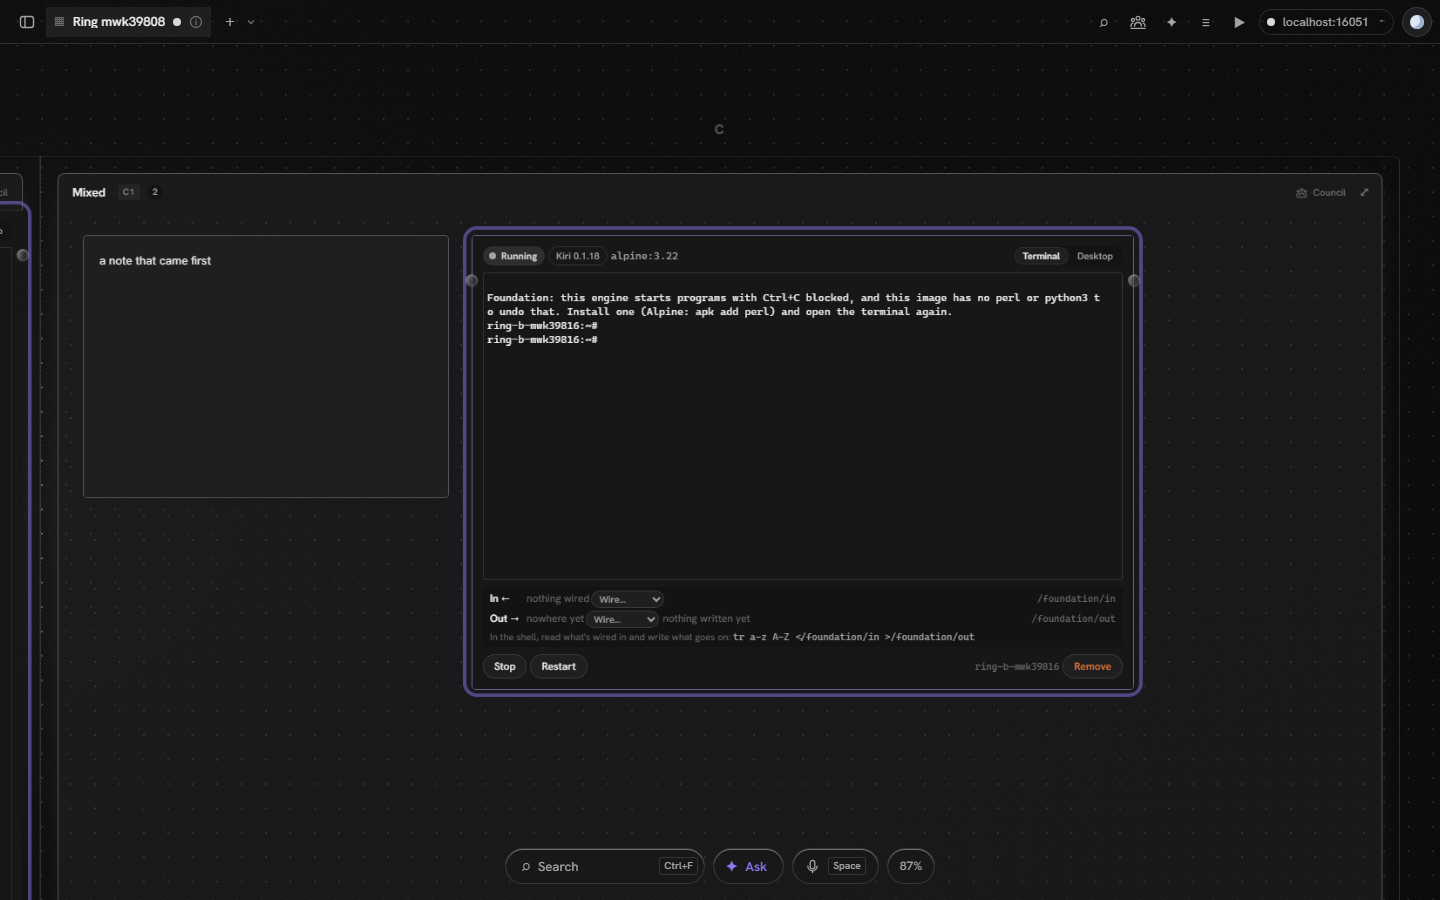 Ring mwk39808
localhost:16051
C
Mixed C1 2
Council
a note that came first
Running Kiri 0.1.18 alpine:3.22
Terminal Desktop
Foundation: this engine starts programs with Ctrl+C blocked, and this image has no perl or python3 t
o undo that. Install one (Alpine: apk add perl) and open the terminal again.
ring-b-mwk39816:~#
ring-b-mwk39816:~#
In ← nothing wired Wire... /foundation/in
Out → nowhere yet Wire... nothing written yet /foundation/out
In the shell, read what's wired in and write what goes on: tr a-z A-Z </foundation/in >/foundation/out
Stop Restart ring-b-mwk39816 Remove
Search Ctrl+F Ask Space 87%